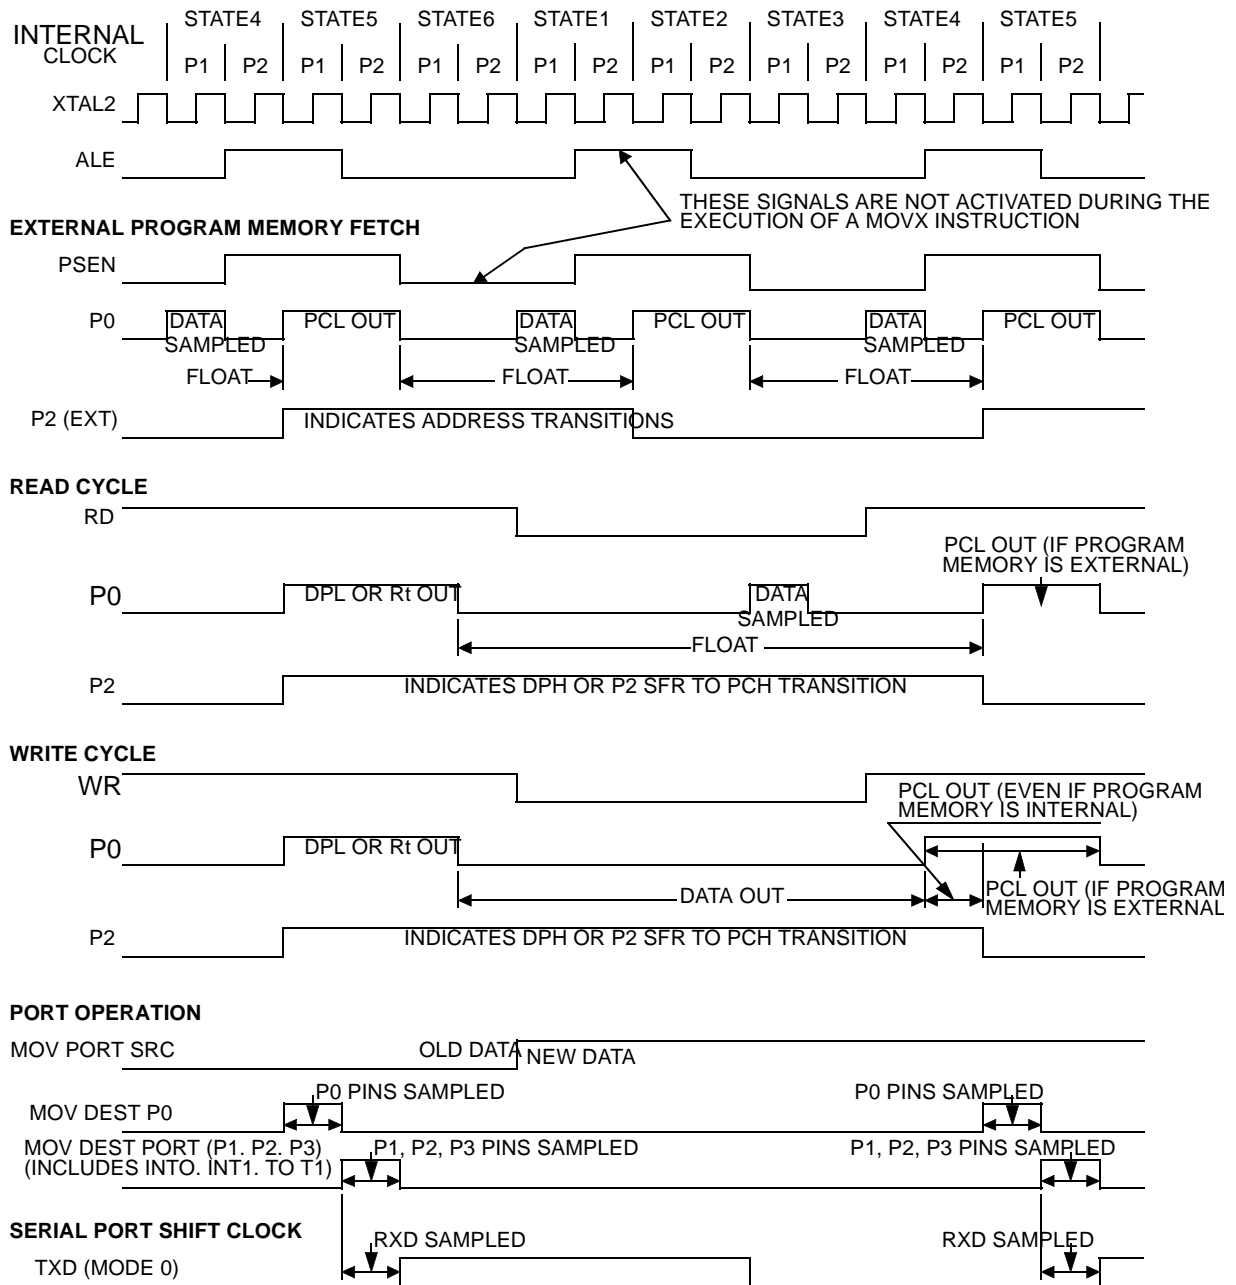 STATE4 STATE5 STATE6 STATE1 STATE2 STATE3 STATE4 STATE5
INTERNAL
CLOCK
P1 P2 P1 P2 P1 P2 P1 P2 P1 P2 P1 P2 P1 P2 P1 P2
XTAL2
ALE
THESE SIGNALS ARE NOT ACTIVATED DURING THE
EXECUTION OF A MOVX INSTRUCTION
EXTERNAL PROGRAM MEMORY FETCH
PSEN
P0 DATA PCL OUT DATA PCL OUT DATA PCL OUT
SAMPLED SAMPLED SAMPLED
FLOAT FLOAT FLOAT
P2 (EXT) INDICATES ADDRESS TRANSITIONS
READ CYCLE
RD
PCL OUT (IF PROGRAM
MEMORY IS EXTERNAL)
P0 DPL OR Rt OUT DATA
SAMPLED
FLOAT
P2 INDICATES DPH OR P2 SFR TO PCH TRANSITION
WRITE CYCLE
WR
PCL OUT (EVEN IF PROGRAM
MEMORY IS INTERNAL)
P0 DPL OR Rt OUT
DATA OUT
PCL OUT (IF PROGRAM
MEMORY IS EXTERNAL
P2 INDICATES DPH OR P2 SFR TO PCH TRANSITION
PORT OPERATION
MOV PORT SRC OLD DATA NEW DATA
P0 PINS SAMPLED P0 PINS SAMPLED
MOV DEST P0
MOV DEST PORT (P1. P2. P3) P1, P2, P3 PINS SAMPLED P1, P2, P3 PINS SAMPLED
(INCLUDES INTO. INT1. TO T1)
SERIAL PORT SHIFT CLOCK
RXD SAMPLED RXD SAMPLED
TXD (MODE 0)